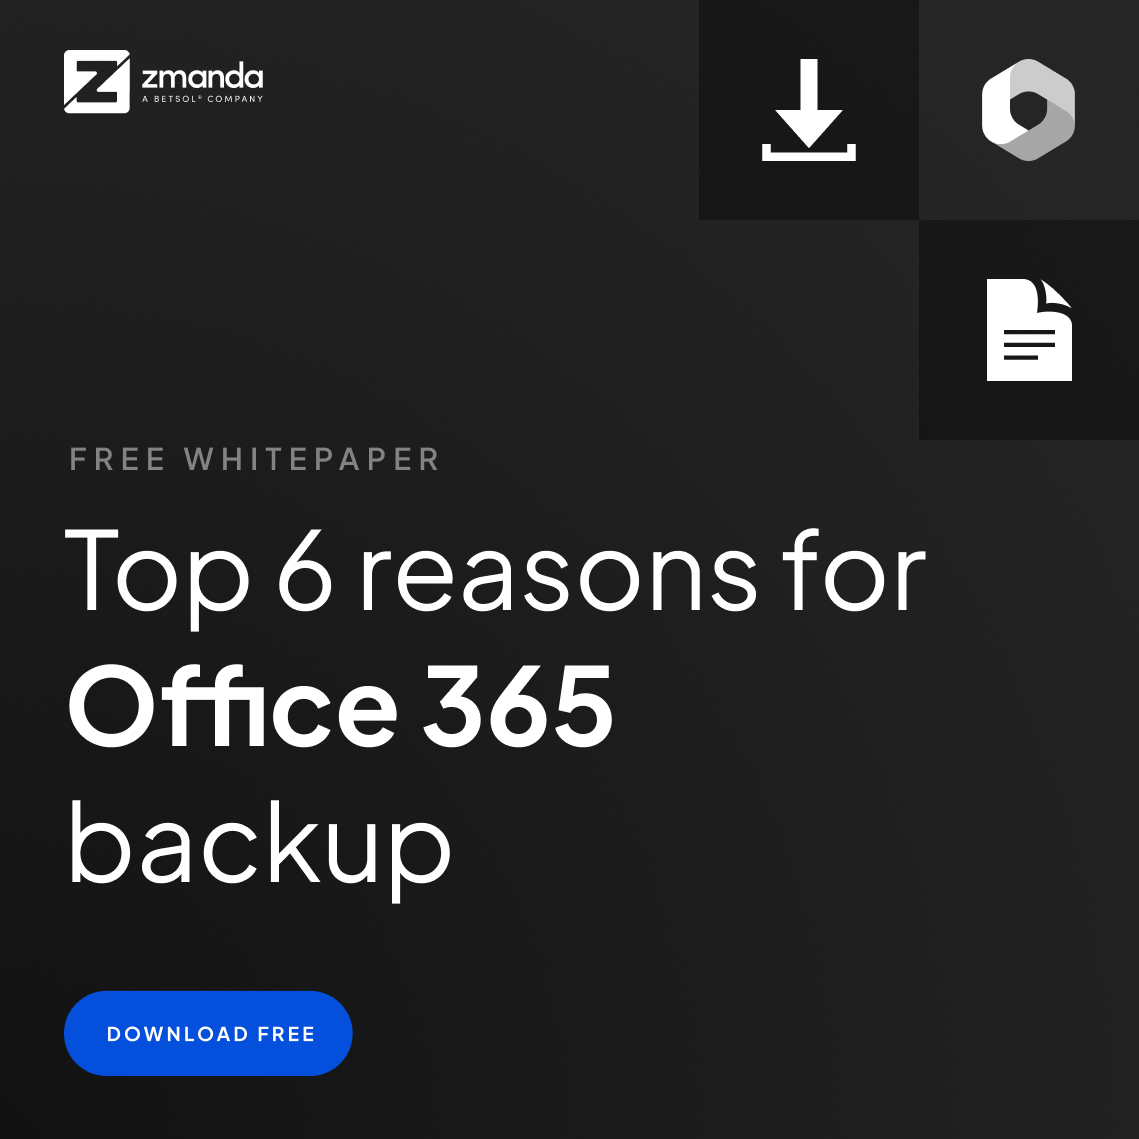 zmanda
A BETSOL® COMPANY
FREE WHITEPAPER
Top 6 reasons for
Office 365
backup
DOWNLOAD FREE